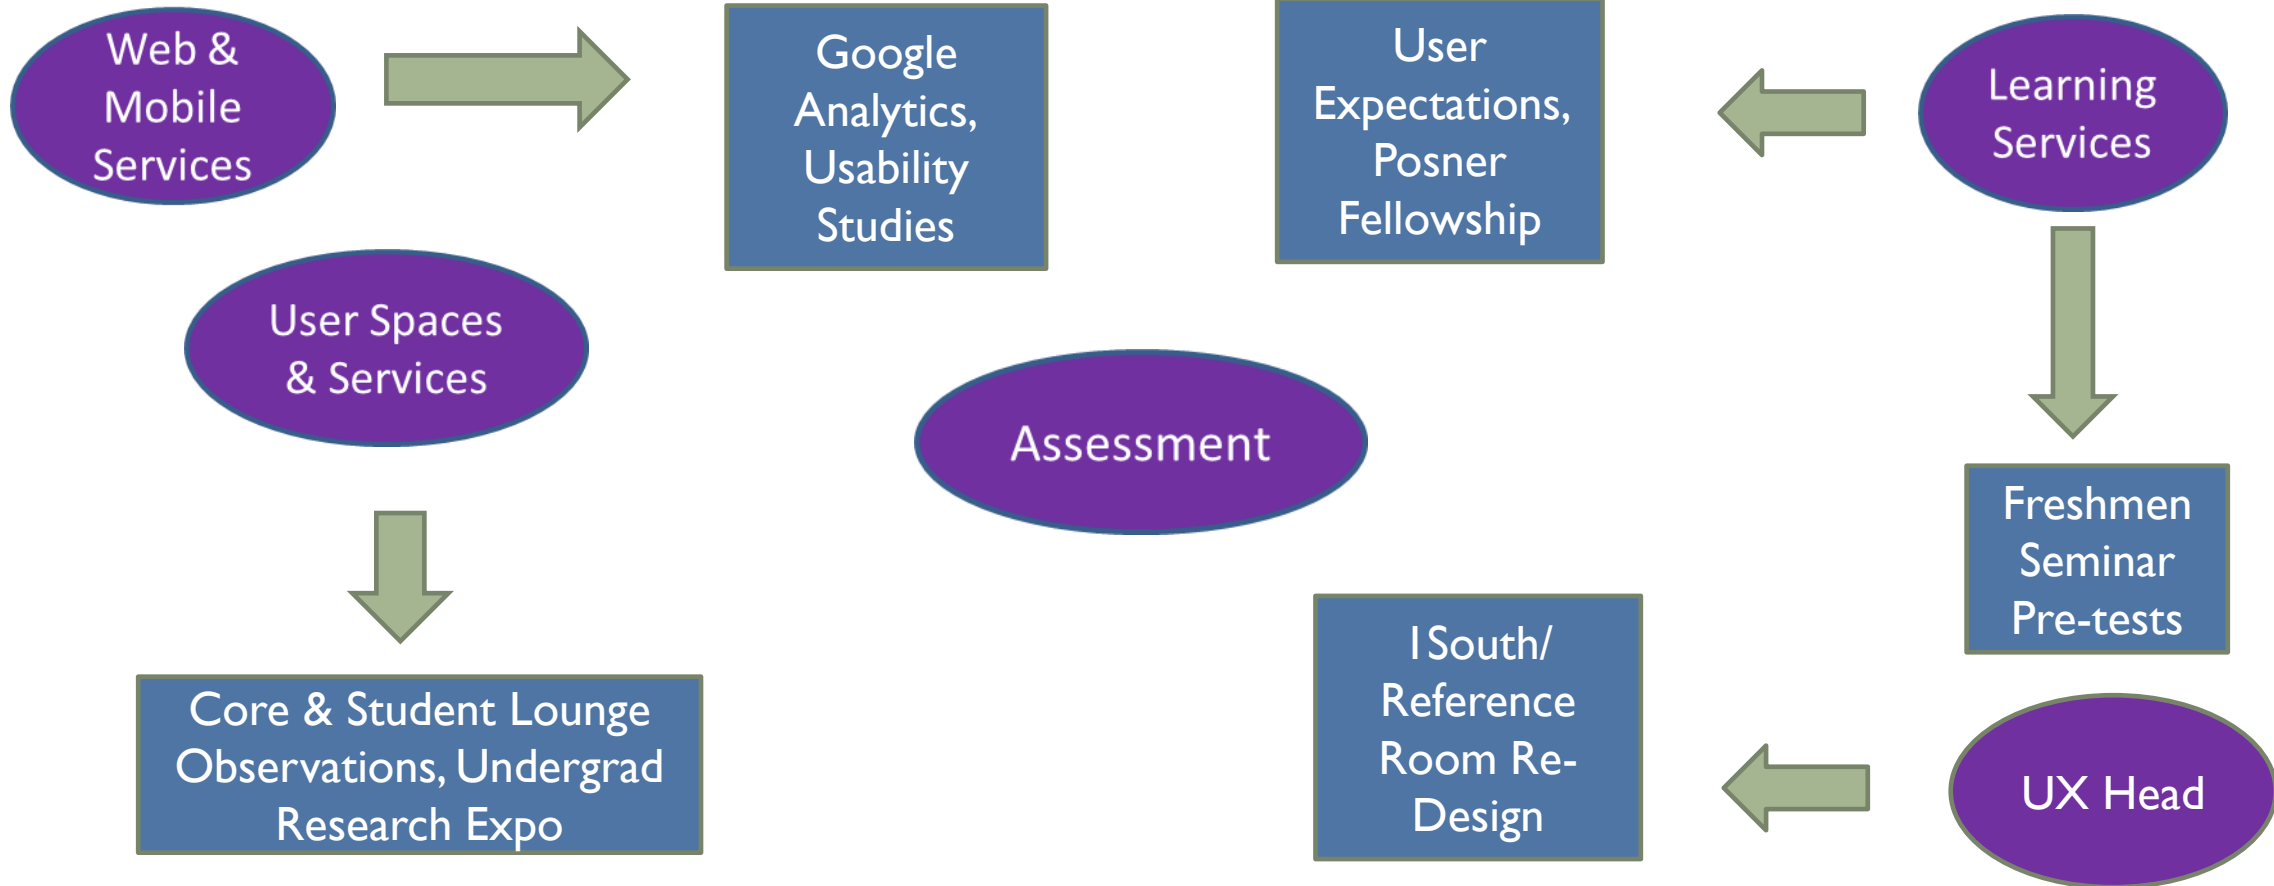 Web &
Mobile
Services
Google
Analytics,
Usability
Studies
User
Expectations,
Posner
Fellowship
Learning
Services
User Spaces
& Services
Assessment
Freshmen
Seminar
Pre-tests
Core & Student Lounge
Observations, Undergrad
Research Expo
1South/
Reference
Room Re-
Design
UX Head